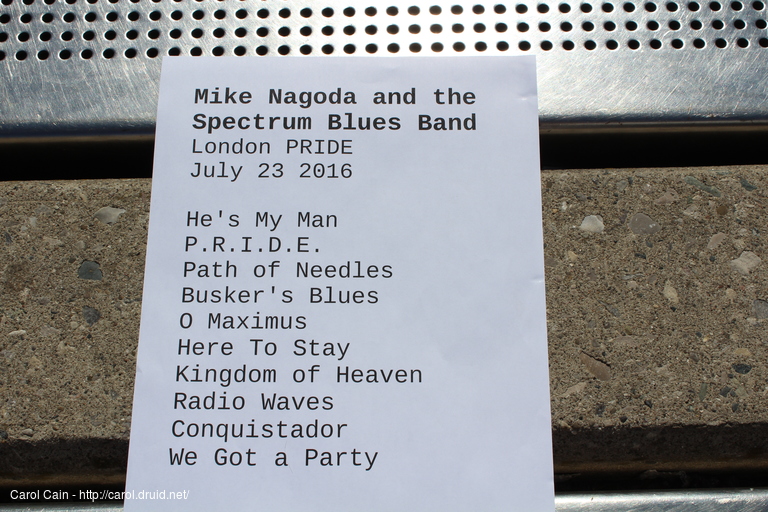 Mike Nagoda and the
Spectrum Blues Band
London PRIDE
July 23 2016
He's My Man
P.R.I.D.E.
Path of Needles
Busker's Blues
O Maximus
Here To Stay
Kingdom of Heaven
Radio Waves
Conquistador
We Got a Party
Carol Cain - http://carol.druid.net/